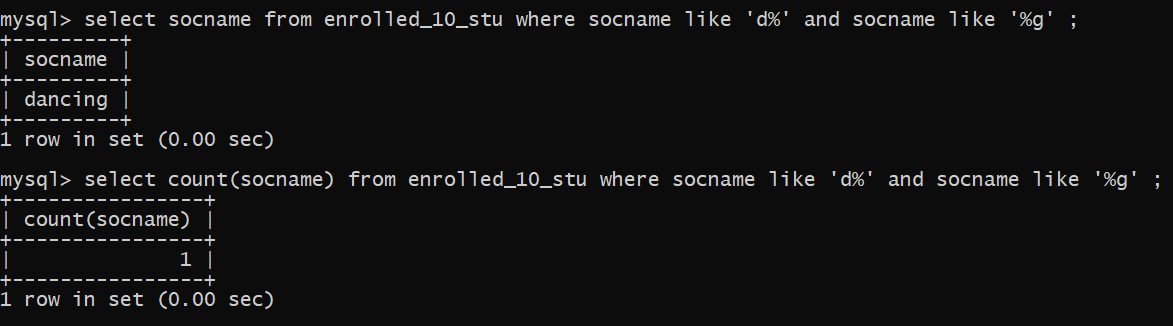 mysql> select socname from enrolled_10_stu where socname like 'd%' and socname like '%g' ;
+---------+
| socname |
+---------+
| dancing |
+---------+
1 row in set (0.00 sec)
mysql> select count(socname) from enrolled_10_stu where socname like 'd%' and socname like '%g' ;
+----------------+
| count(socname) |
+----------------+
|              1 |
+----------------+
1 row in set (0.00 sec)